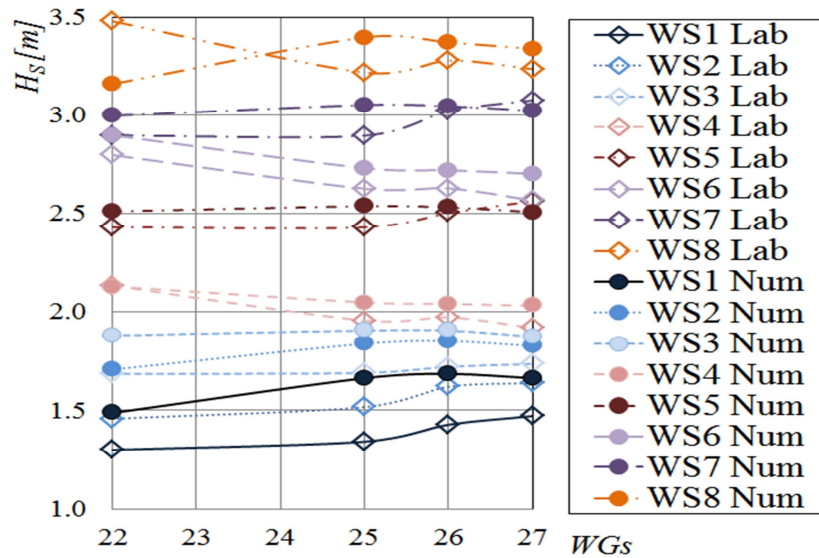 H_S [m]
3.5
3.0
2.5
2.0
1.5
1.0
22 23 24 25 26 27 WGs
WS1 Lab
WS2 Lab
WS3 Lab
WS4 Lab
WS5 Lab
WS6 Lab
WS7 Lab
WS8 Lab
WS1 Num
WS2 Num
WS3 Num
WS4 Num
WS5 Num
WS6 Num
WS7 Num
WS8 Num